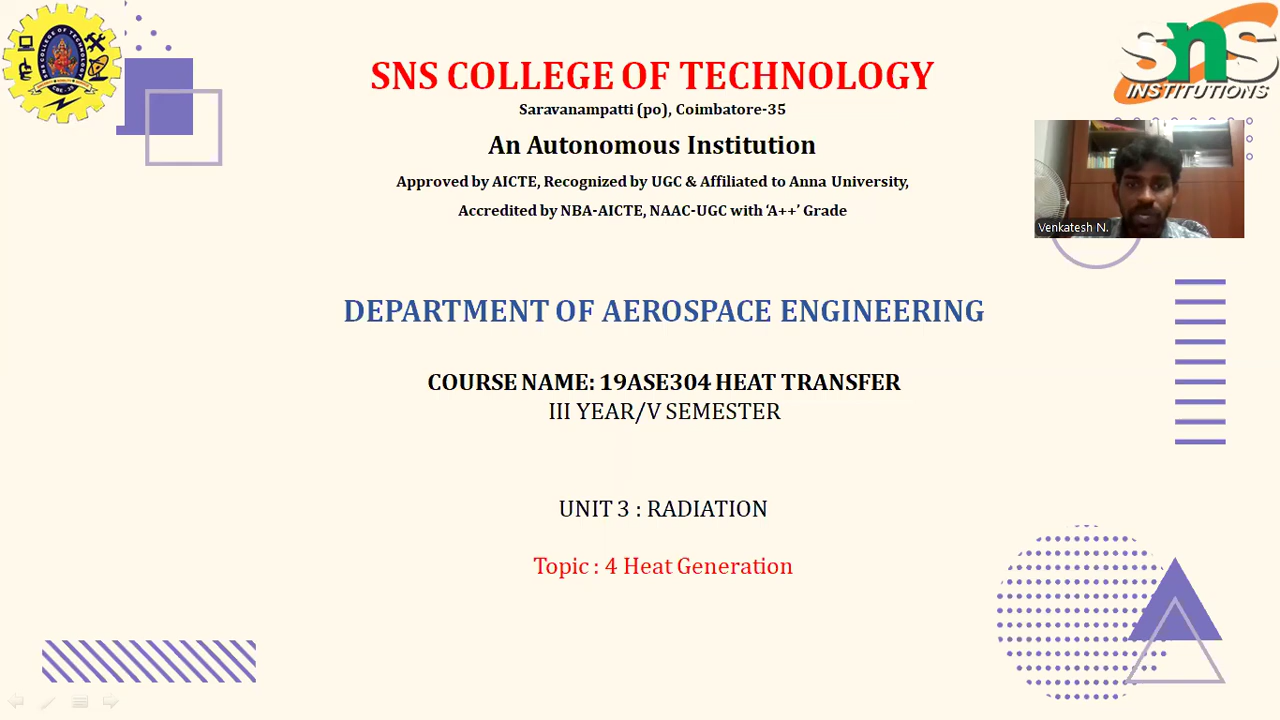 SNS COLLEGE OF TECHNOLOGY
Saravanampatti (po), Coimbatore-35
An Autonomous Institution
Approved by AICTE, Recognized by UGC & Affiliated to Anna University,
Accredited by NBA-AICTE, NAAC-UGC with ‘A++’ Grade
SNS
INSTITUTIONS
Venkatesh N.
DEPARTMENT OF AEROSPACE ENGINEERING
COURSE NAME: 19ASE304 HEAT TRANSFER
III YEAR/V SEMESTER
UNIT 3 : RADIATION
Topic : 4 Heat Generation